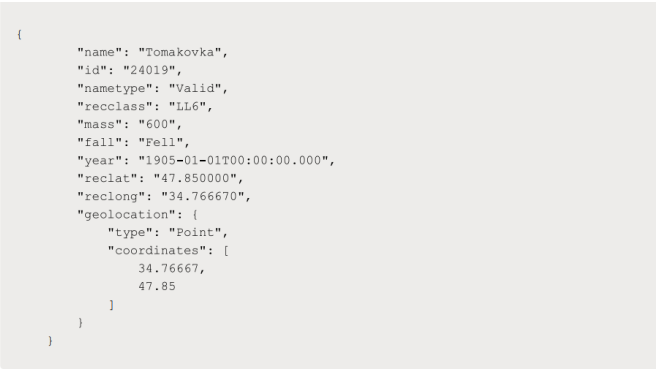 {
"name": "Tomakovka",
"id": "24019",
"nametype": "Valid",
"recclass": "LL6",
"mass": "600",
"fall": "Fell",
"year": "1905-01-01T00:00:00.000",
"reclat": "47.850000",
"reclong": "34.766670",
"geolocation": {
"type": "Point",
"coordinates": [
34.76667,
47.85
]
}
}